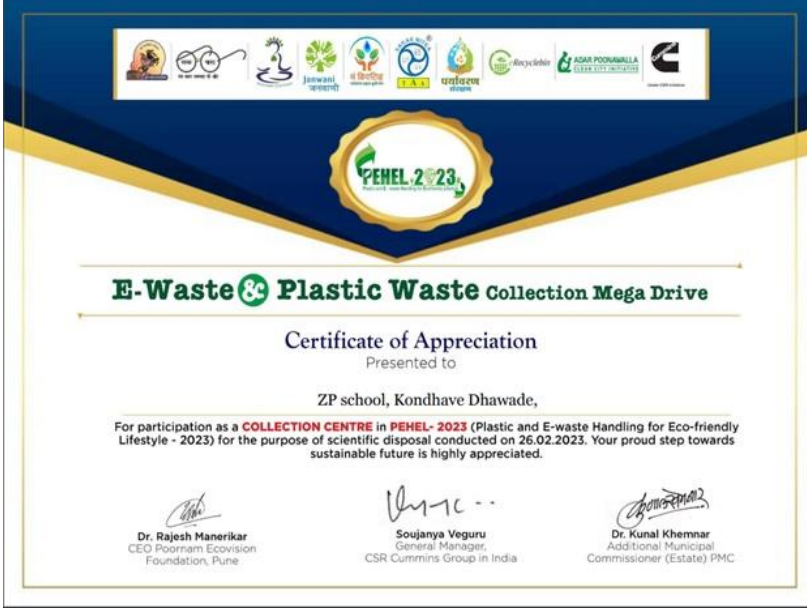 Janwani
जनवाणी
पर्यावरण
संरक्षण
eRecyclebin
ADAR POONAWALLA
CLEAN CITY INITIATIVE
PEHEL-2023
E-Waste & Plastic Waste Collection Mega Drive
Certificate of Appreciation
Presented to
ZP school, Kondhave Dhawade,
For participation as a COLLECTION CENTRE in PEHEL- 2023 (Plastic and E-waste Handling for Eco-friendly
Lifestyle - 2023) for the purpose of scientific disposal conducted on 26.02.2023. Your proud step towards
sustainable future is highly appreciated.
Dr. Rajesh Manerikar
CEO Poornam Ecovision
Foundation, Pune
Soujanya Veguru
General Manager,
CSR Cummins Group in India
Dr. Kunal Khemnar
Additional Municipal
Commissioner (Estate) PMC